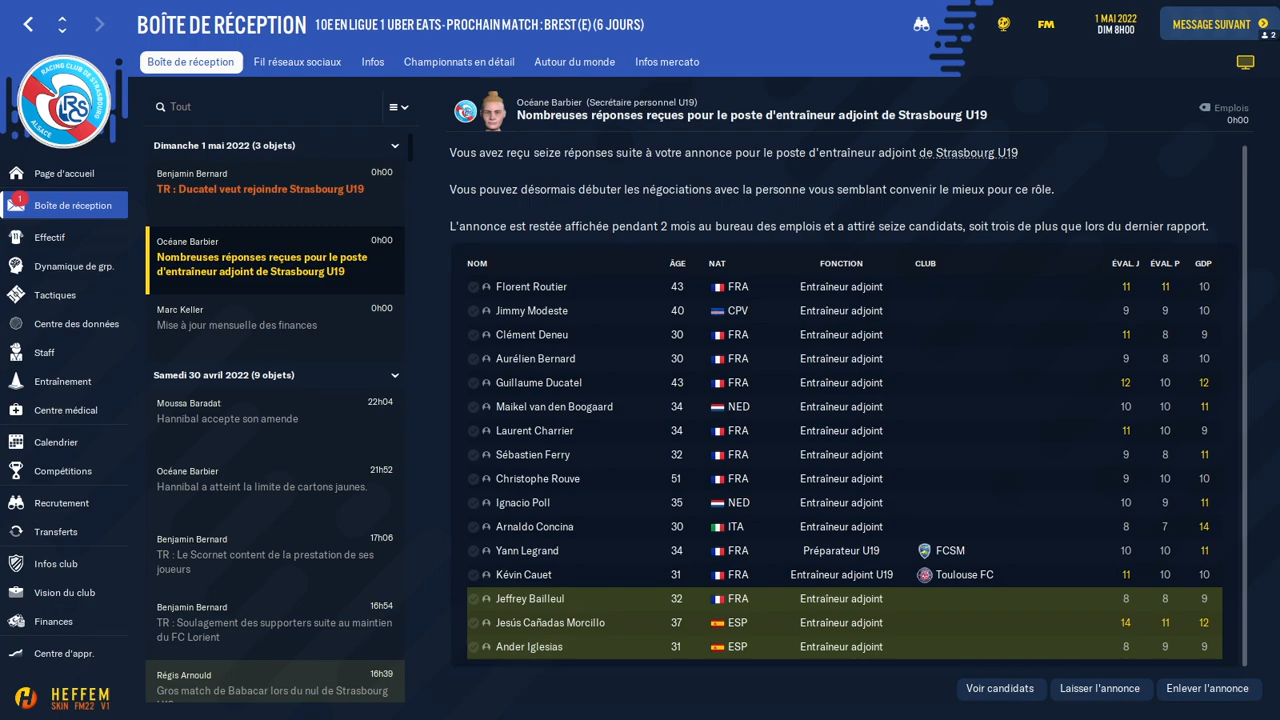 BOÎTE DE RÉCEPTION
10E EN LIGUE 1 UBER EATS - PROCHAIN MATCH : BREST (E) (6 JOURS)
FM
1 MAI 2022
DIM 8H00
MESSAGE SUIVANT
2
Boîte de réception
Fil réseaux sociaux
Infos
Championnats en détail
Autour du monde
Infos mercato
RACING CLUB DE STRASBOURG
ALSACE
Page d'accueil
1
Boîte de réception
Effectif
Dynamique de grp.
Tactiques
Centre des données
Staff
Entraînement
Centre médical
Calendrier
Compétitions
Recrutement
Transferts
Infos club
Vision du club
Finances
Centre d'appr.
HEFFEM
SKIN FM22 V1
Tout
Dimanche 1 mai 2022 (3 objets)
Benjamin Bernard 0h00
TR : Ducatel veut rejoindre Strasbourg U19
Océane Barbier 0h00
Nombreuses réponses reçues pour le poste
d'entraîneur adjoint de Strasbourg U19
Marc Keller 0h00
Mise à jour mensuelle des finances
Samedi 30 avril 2022 (9 objets)
Moussa Baradat 22h04
Hannibal accepte son amende
Océane Barbier 21h52
Hannibal a atteint la limite de cartons jaunes.
Benjamin Bernard 17h06
TR : Le Scornet content de la prestation de ses
joueurs
Benjamin Bernard 16h54
TR : Soulagement des supporters suite au maintien
du FC Lorient
Régis Arnould 16h39
Gros match de Babacar lors du nul de Strasbourg
U19
Océane Barbier (Secrétaire personnel U19)
Nombreuses réponses reçues pour le poste d'entraîneur adjoint de Strasbourg U19
Emplois
0h00
Vous avez reçu seize réponses suite à votre annonce pour le poste d'entraîneur adjoint de Strasbourg U19
Vous pouvez désormais débuter les négociations avec la personne vous semblant convenir le mieux pour ce rôle.
L'annonce est restée affichée pendant 2 mois au bureau des emplois et a attiré seize candidats, soit trois de plus que lors du dernier rapport.
NOM ÂGE NAT FONCTION CLUB ÉVAL. J ÉVAL. P GDP
Florent Routier 43 FRA Entraîneur adjoint 11 11 10
Jimmy Modeste 40 CPV Entraîneur adjoint 9 9 10
Clément Deneu 30 FRA Entraîneur adjoint 11 8 9
Aurélien Bernard 30 FRA Entraîneur adjoint 9 8 10
Guillaume Ducatel 43 FRA Entraîneur adjoint 12 10 12
Maikel van den Boogaard 34 NED Entraîneur adjoint 10 10 11
Laurent Charrier 34 FRA Entraîneur adjoint 11 10 9
Sébastien Ferry 32 FRA Entraîneur adjoint 9 8 11
Christophe Rouve 51 FRA Entraîneur adjoint 9 10 10
Ignacio Poll 35 NED Entraîneur adjoint 10 9 11
Arnaldo Concina 30 ITA Entraîneur adjoint 8 7 14
Yann Legrand 34 FRA Préparateur U19 FCSM 10 10 11
Kévin Cauet 31 FRA Entraîneur adjoint U19 Toulouse FC 11 10 10
Jeffrey Bailleul 32 FRA Entraîneur adjoint 8 8 9
Jesús Cañadas Morcillo 37 ESP Entraîneur adjoint 14 11 12
Ander Iglesias 31 ESP Entraîneur adjoint 8 9 9
Voir candidats
Laisser l'annonce
Enlever l'annonce